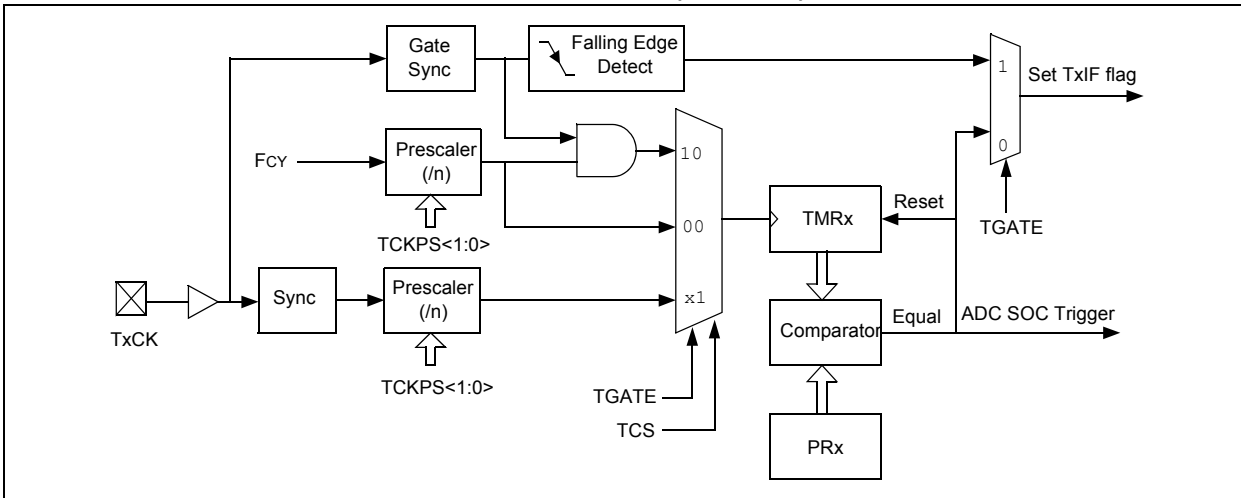 Gate
Sync
Falling Edge
Detect
1
Set TxIF flag
0
TGATE
FCY
Prescaler
(/n)
TCKPS<1:0>
10
00
x1
TMRx
Reset
TxCK
Sync
Prescaler
(/n)
TCKPS<1:0>
Comparator
Equal
ADC SOC Trigger
TGATE
TCS
PRx